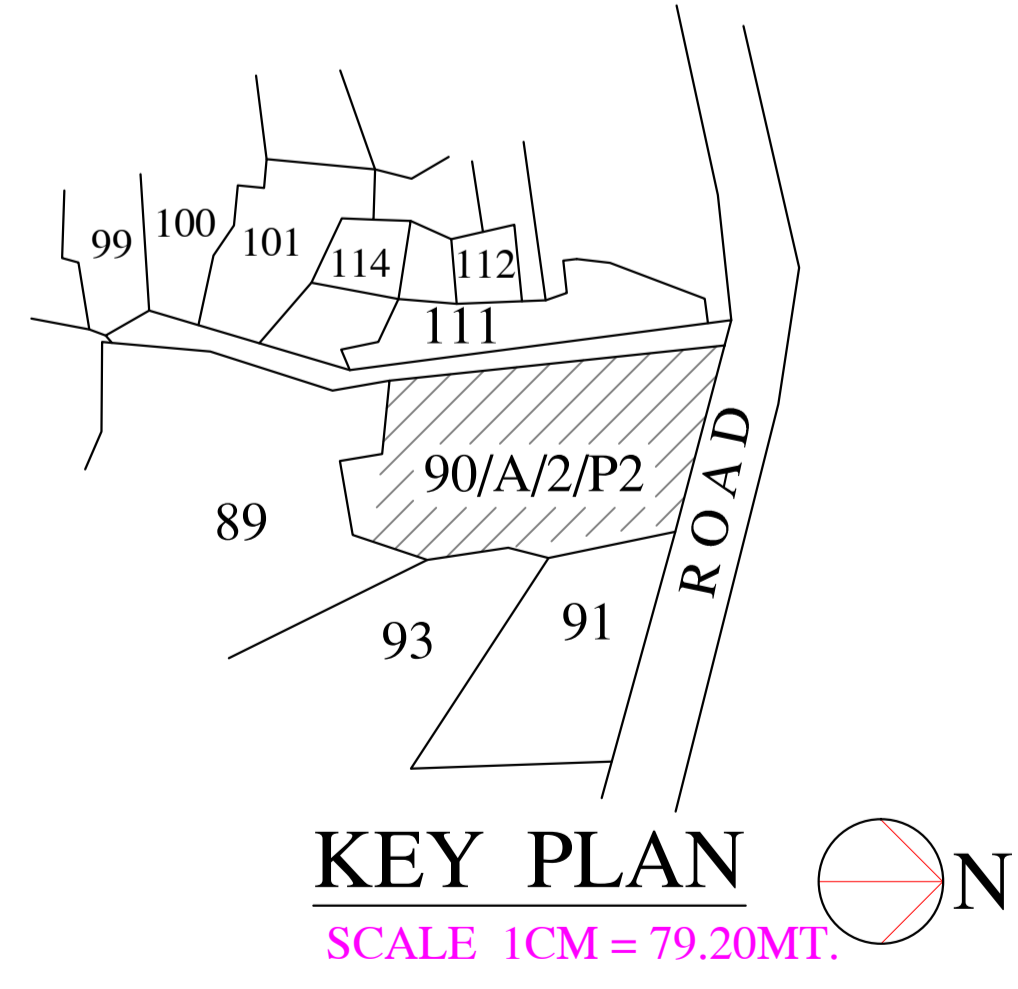 99
100
101
114
112
111
90/A/2/P2
ROAD
89
93
91
KEY PLAN
N
SCALE 1CM = 79.20MT.